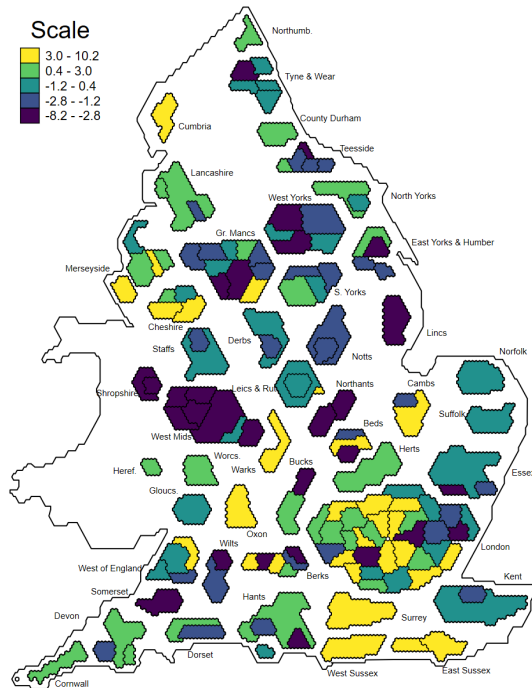 Scale
3.0 - 10.2
0.4 - 3.0
-1.2 - 0.4
-2.8 - -1.2
-8.2 - -2.8
Northumb.
Tyne & Wear
Cumbria
County Durham
Teesside
Lancashire
North Yorks
West Yorks
Gr. Mancs
East Yorks & Humber
Merseyside
S. Yorks
Cheshire
Lincs
Staffs
Derbs
Notts
Norfolk
Shropshire
Leics & Rut
Northants
Cambs
Suffolk
West Mids
Beds
Worcs.
Herts
Heref.
Warks
Bucks
Essex
Gloucs.
Oxon
Wilts
London
West of England
Berks
Kent
Somerset
Hants
Devon
Surrey
Dorset
West Sussex
East Sussex
Cornwall